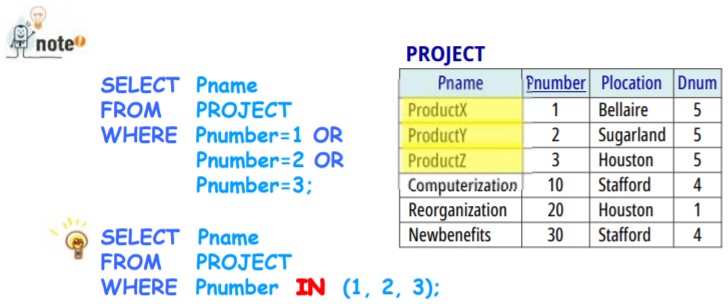 note!
SELECT Pname
FROM PROJECT
WHERE Pnumber=1 OR
Pnumber=2 OR
Pnumber=3;
SELECT Pname
FROM PROJECT
WHERE Pnumber IN (1, 2, 3);
PROJECT
Pname Pnumber Plocation Dnum
ProductX 1 Bellaire 5
ProductY 2 Sugarland 5
ProductZ 3 Houston 5
Computerization 10 Stafford 4
Reorganization 20 Houston 1
Newbenefits 30 Stafford 4